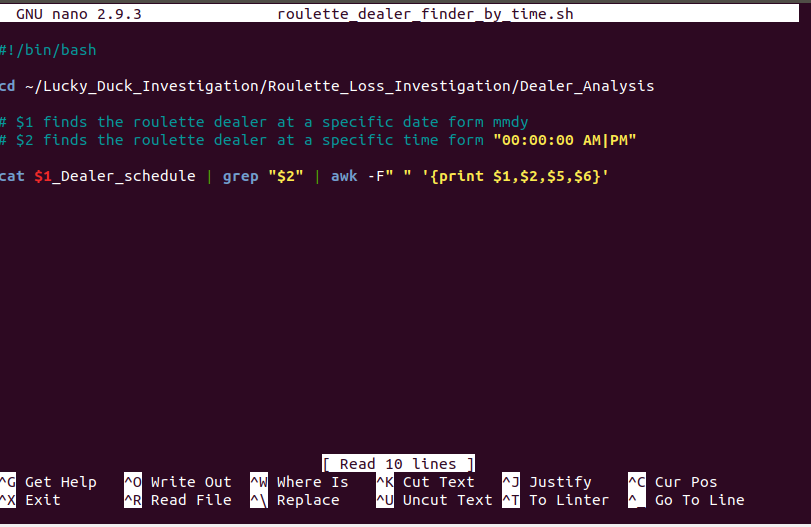 GNU nano 2.9.3 roulette_dealer_finder_by_time.sh
#!/bin/bash
cd ~/Lucky_Duck_Investigation/Roulette_Loss_Investigation/Dealer_Analysis
# $1 finds the roulette dealer at a specific date form mmdy
# $2 finds the roulette dealer at a specific time form "00:00:00 AM|PM"
cat $1_Dealer_schedule | grep "$2" | awk -F" " '{print $1,$2,$5,$6}'
[ Read 10 lines ]
^G Get Help ^O Write Out ^W Where Is ^K Cut Text ^J Justify ^C Cur Pos
^X Exit ^R Read File ^\ Replace ^U Uncut Text ^T To Linter ^_ Go To Line